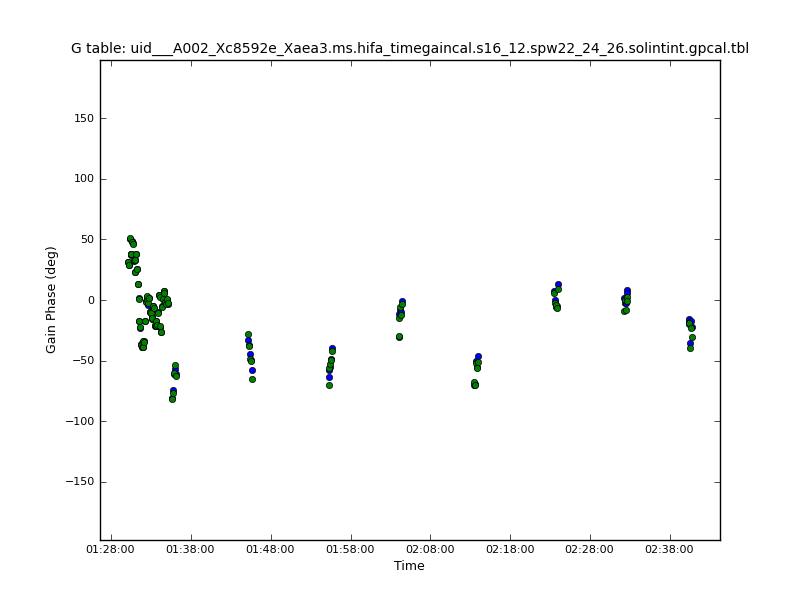 G table: uid___A002_Xc8592e_Xaea3.ms.hifa_timegaincal.s16_12.spw22_24_26.solintint.gpcal.tbl
150
100
50
0
−50
−100
−150
Gain Phase (deg)
01:28:00 01:38:00 01:48:00 01:58:00 02:08:00 02:18:00 02:28:00 02:38:00
Time